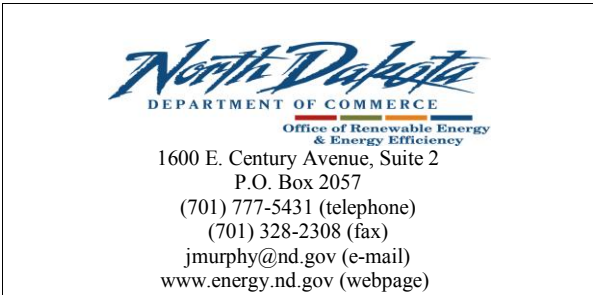 North Dakota
DEPARTMENT OF COMMERCE
Office of Renewable Energy
& Energy Efficiency
1600 E. Century Avenue, Suite 2
P.O. Box 2057
(701) 777-5431 (telephone)
(701) 328-2308 (fax)
jmurphy@nd.gov (e-mail)
www.energy.nd.gov (webpage)